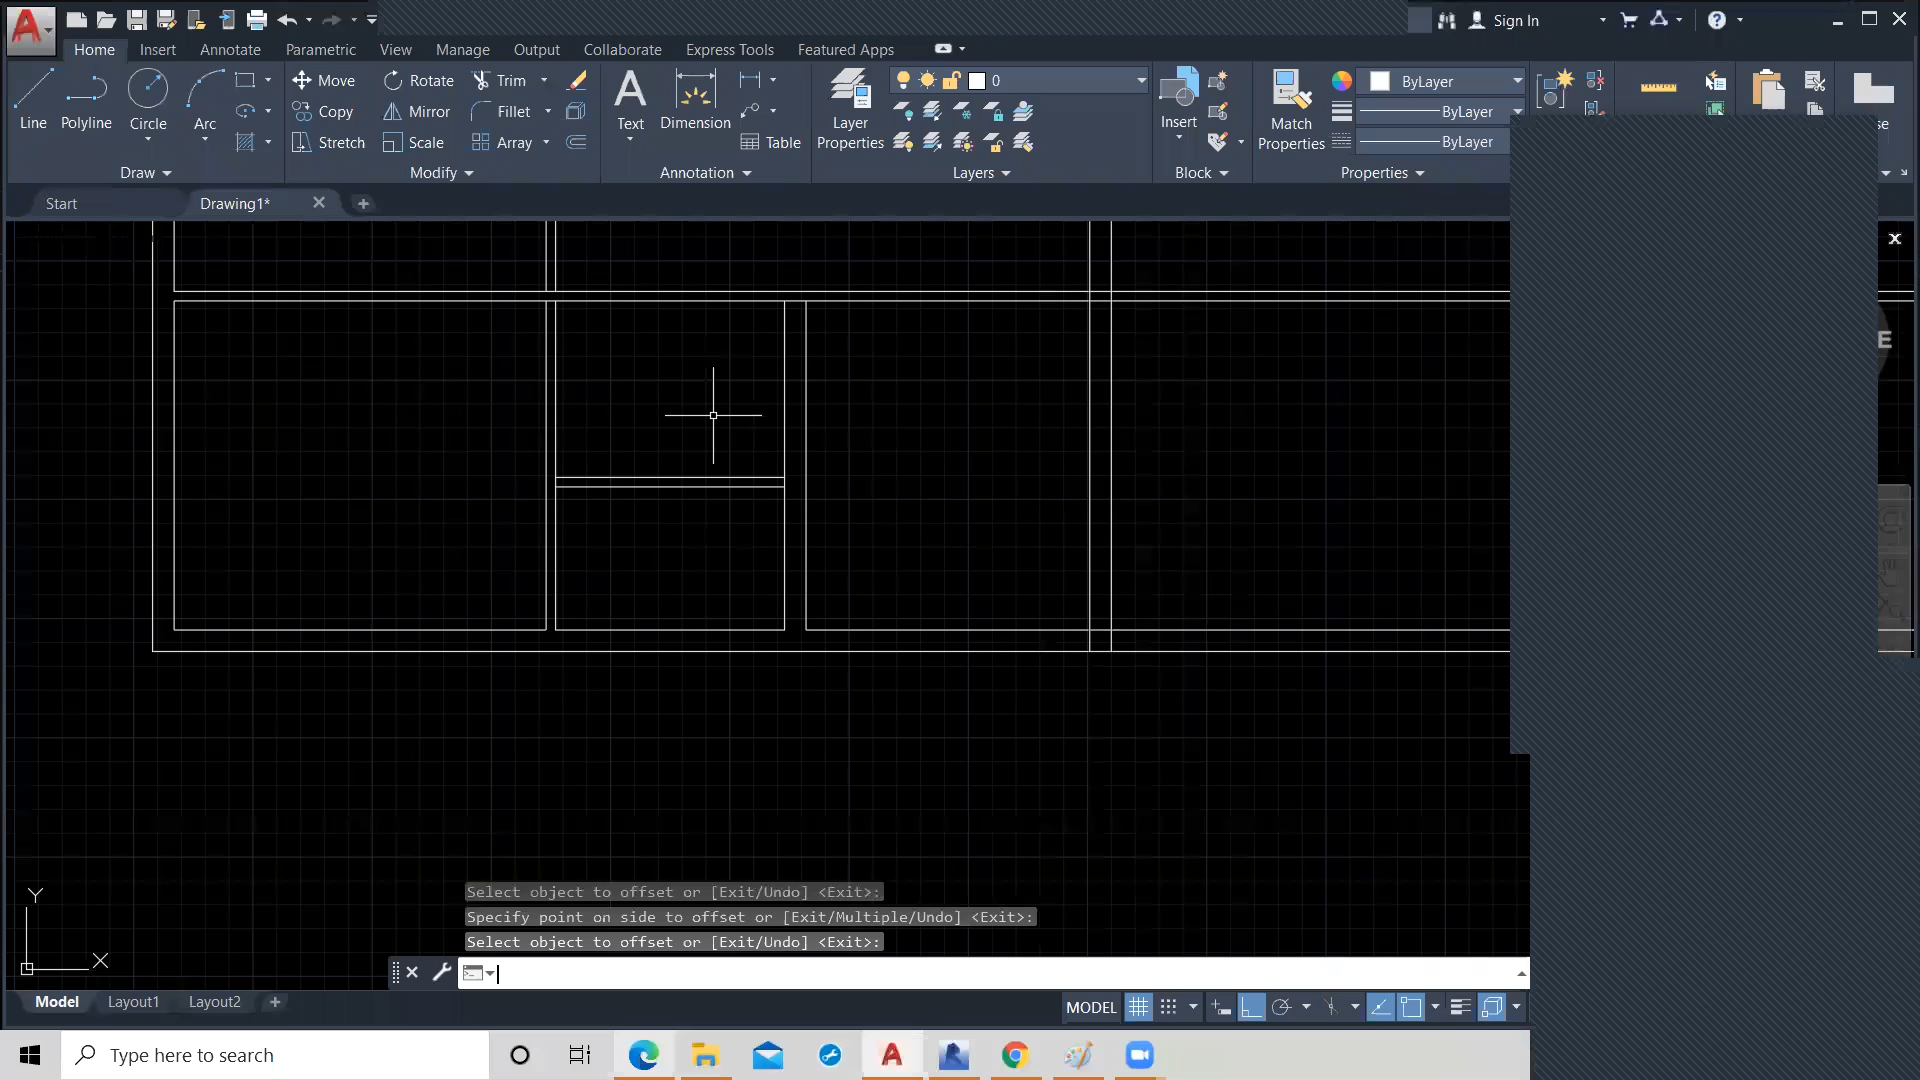 Sign In
Home Insert Annotate Parametric View Manage Output Collaborate Express Tools Featured Apps
Line Polyline Circle Arc
Move Rotate Trim
Copy Mirror Fillet
Stretch Scale Array
Text Dimension Table
Layer Properties
0
Insert
Match Properties
ByLayer
ByLayer
ByLayer
Draw Modify Annotation Layers Block Properties
Start Drawing1*
E
Y
X
Select object to offset or [Exit/Undo] <Exit>:
Specify point on side to offset or [Exit/Multiple/Undo] <Exit>:
Select object to offset or [Exit/Undo] <Exit>:
Model Layout1 Layout2
MODEL
Type here to search